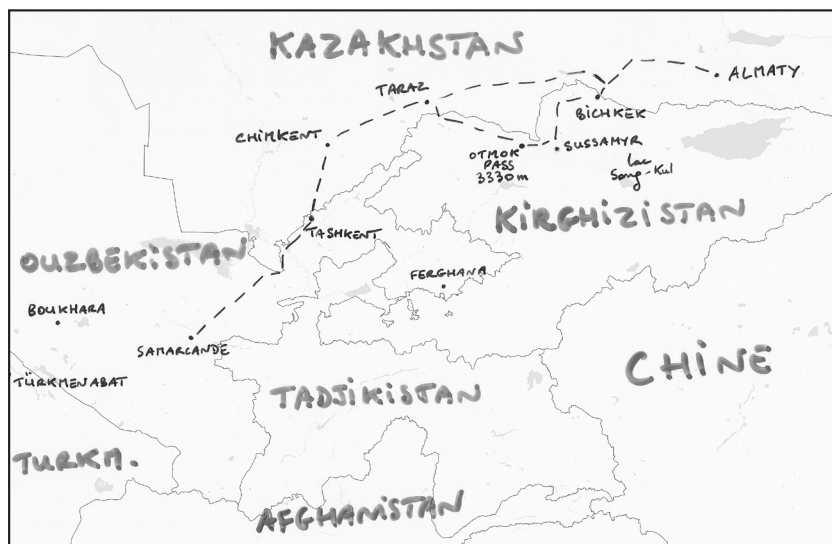 KAZAKHSTAN
ALMATY
TARAZ
BICHKEK
CHIMKENT
OTMOK
PASS
3330 m
SUSSAMYR
Lac
Song-Kul
KIRGHIZISTAN
TASHKENT
OUZBEKISTAN
FERGHANA
BOUKHARA
SAMARCANDE
CHINE
TÜRKMENABAT
TADJIKISTAN
TURKM.
AFGHANISTAN